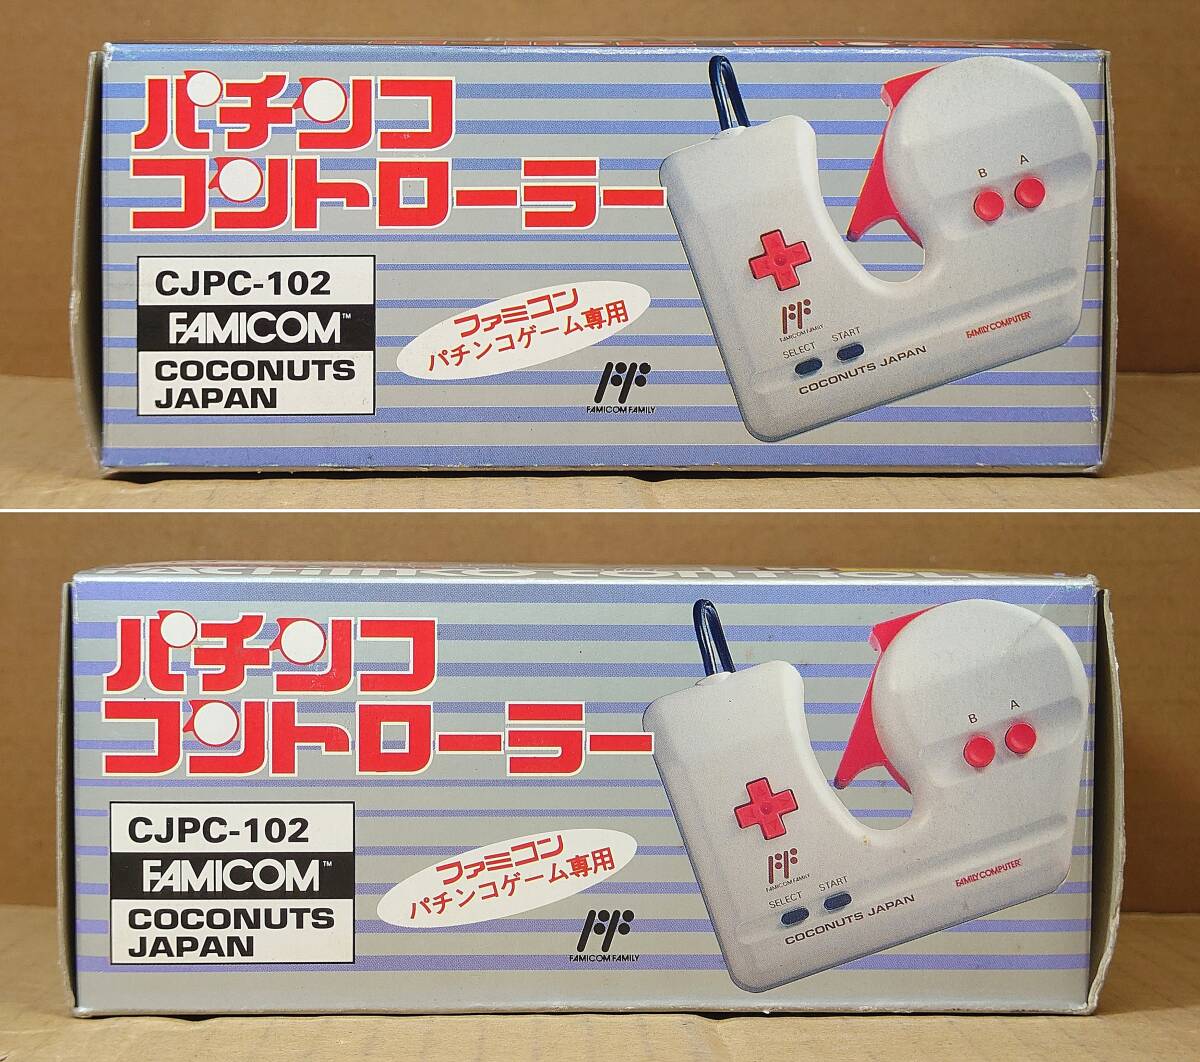 パチンコ
コントローラー
CJPC-102
FAMICOM™
COCONUTS
JAPAN
ファミコン
パチンコゲーム専用
FAMICOM FAMILY
B A
FAMICOM FAMILY
SELECT START
COCONUTS JAPAN
FAMILY COMPUTER
パチンコ
コントローラー
CJPC-102
FAMICOM™
COCONUTS
JAPAN
ファミコン
パチンコゲーム専用
FAMICOM FAMILY
B A
FAMICOM FAMILY
SELECT START
COCONUTS JAPAN
FAMILY COMPUTER